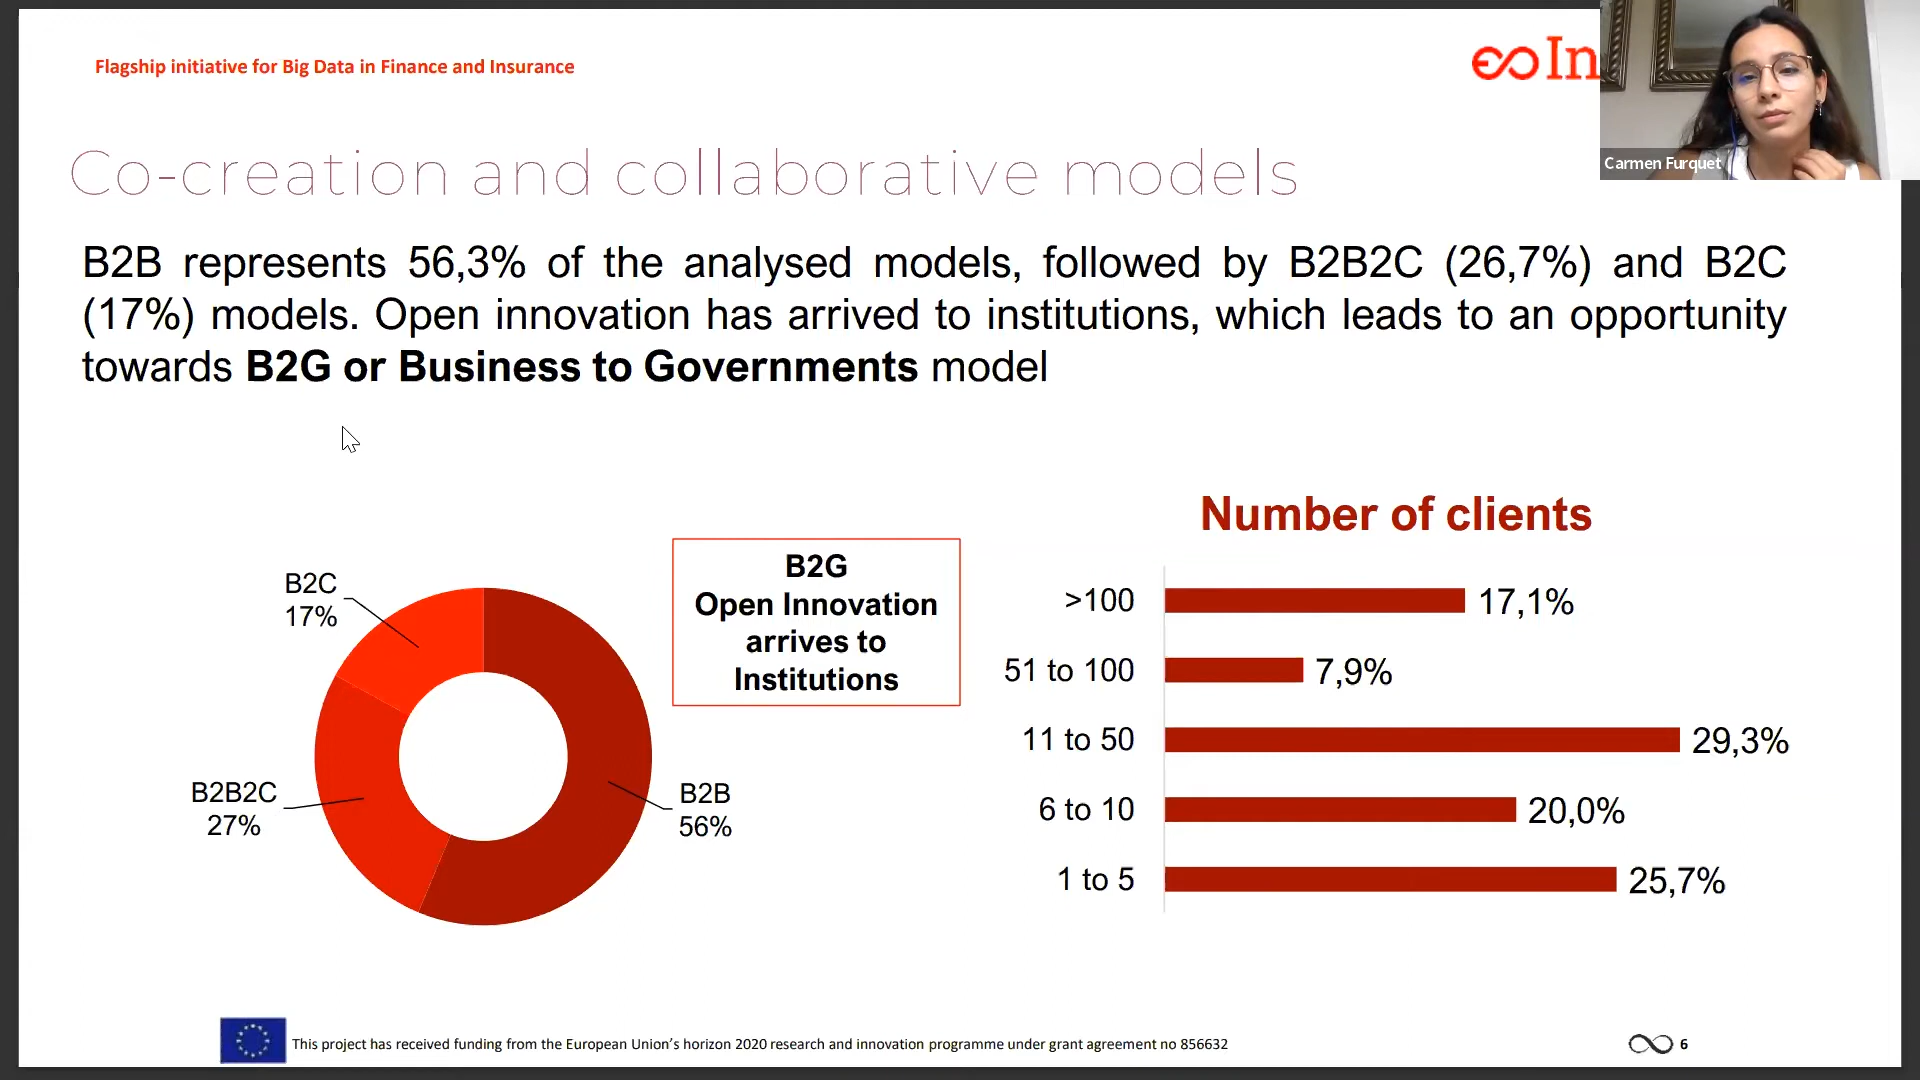 Flagship initiative for Big Data in Finance and Insurance
∞In
Carmen Furquet
Co-creation and collaborative models
B2B represents 56,3% of the analysed models, followed by B2B2C (26,7%) and B2C
(17%) models. Open innovation has arrived to institutions, which leads to an opportunity
towards B2G or Business to Governments model
B2C
17%
B2B2C
27%
B2B
56%
B2G
Open Innovation
arrives to
Institutions
Number of clients
>100 17,1%
51 to 100 7,9%
11 to 50 29,3%
6 to 10 20,0%
1 to 5 25,7%
This project has received funding from the European Union's horizon 2020 research and innovation programme under grant agreement no 856632
6